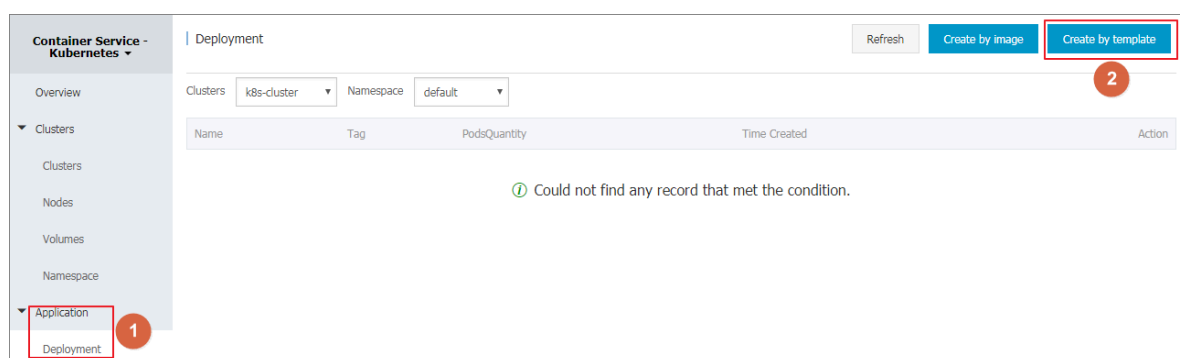 Container Service -
Kubernetes
Deployment
Refresh
Create by image
Create by template
2
Overview
Clusters
k8s-cluster
Namespace
default
Clusters
Name
Tag
PodsQuantity
Time Created
Action
Clusters
Could not find any record that met the condition.
Nodes
Volumes
Namespace
Application
1
Deployment